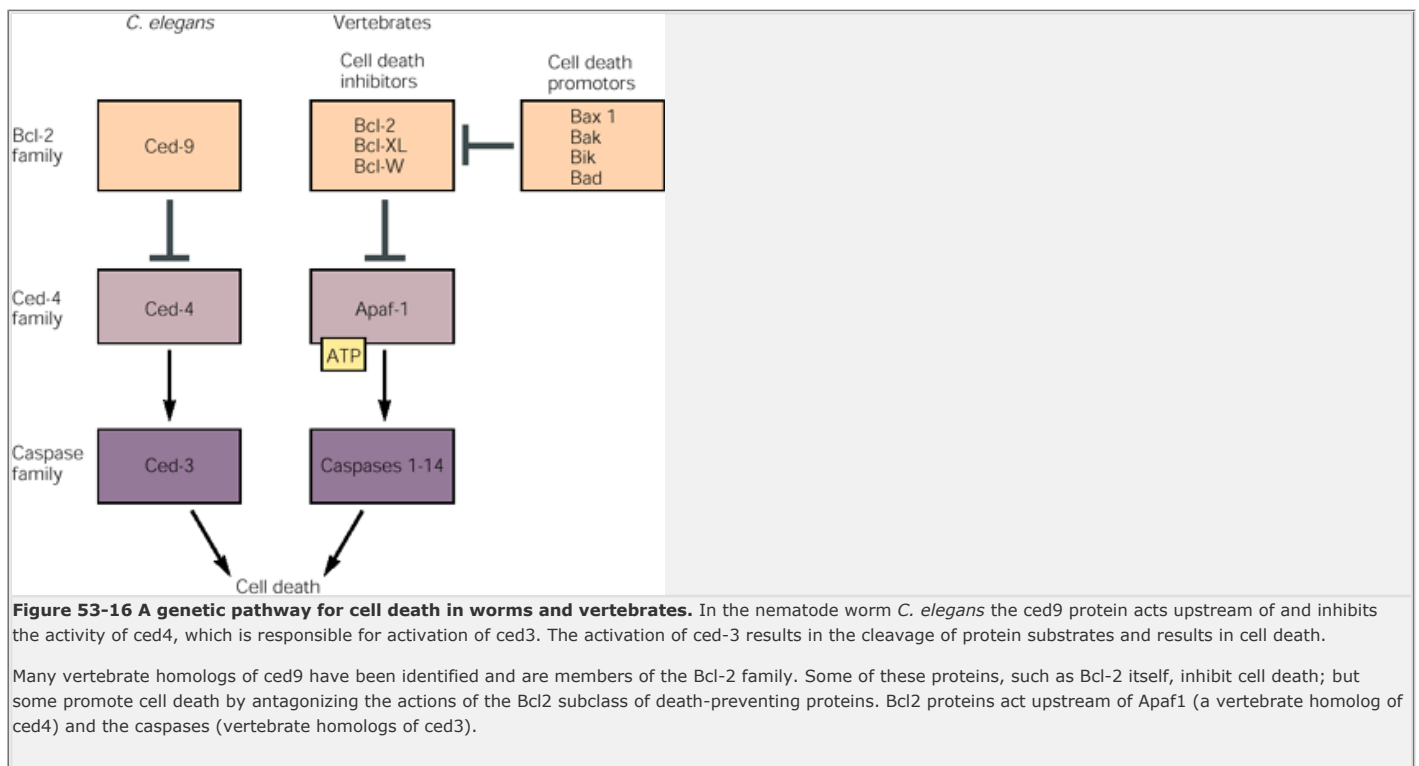 C. elegans
Vertebrates
Cell death
inhibitors
Cell death
promotors
Bcl-2
family
Ced-9
Bcl-2
Bcl-XL
Bcl-W
Bax 1
Bak
Bik
Bad
Ced-4
family
Ced-4
Apaf-1
ATP
Caspase
family
Ced-3
Caspases 1-14
Cell death
Figure 53-16 A genetic pathway for cell death in worms and vertebrates. In the nematode worm C. elegans the ced9 protein acts upstream of and inhibits
the activity of ced4, which is responsible for activation of ced3. The activation of ced-3 results in the cleavage of protein substrates and results in cell death.
Many vertebrate homologs of ced9 have been identified and are members of the Bcl-2 family. Some of these proteins, such as Bcl-2 itself, inhibit cell death; but
some promote cell death by antagonizing the actions of the Bcl2 subclass of death-preventing proteins. Bcl2 proteins act upstream of Apaf1 (a vertebrate homolog of
ced4) and the caspases (vertebrate homologs of ced3).